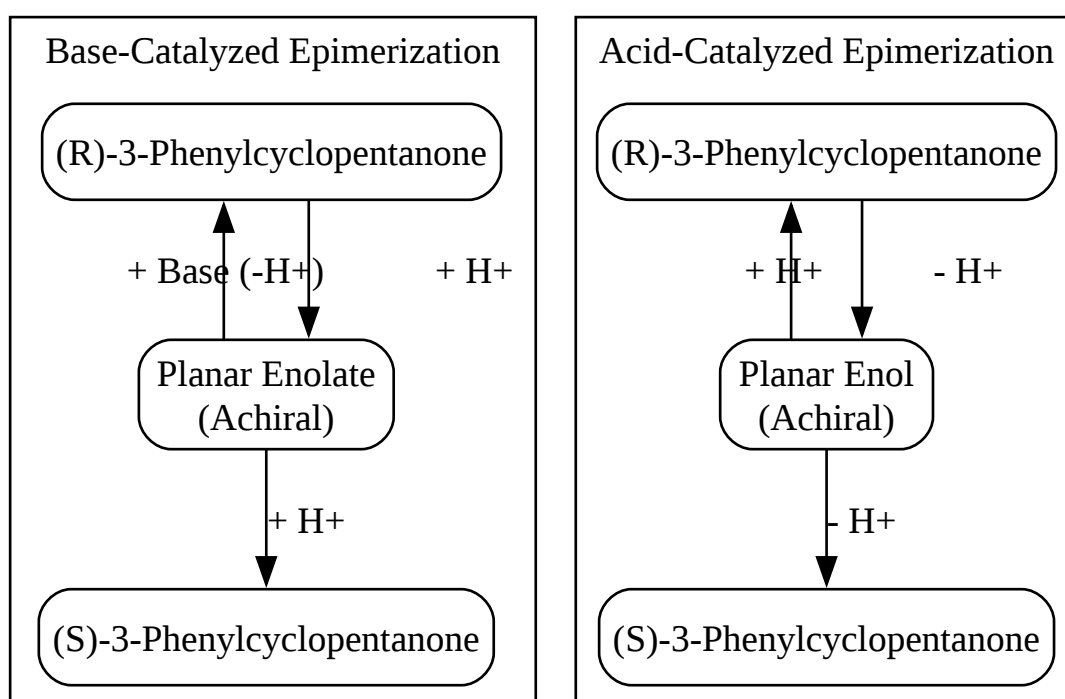 Base-Catalyzed Epimerization
(R)-3-Phenylcyclopentanone
+ Base (-H+)
+ H+
Planar Enolate
(Achiral)
+ H+
(S)-3-Phenylcyclopentanone
Acid-Catalyzed Epimerization
(R)-3-Phenylcyclopentanone
+ H+
- H+
Planar Enol
(Achiral)
- H+
(S)-3-Phenylcyclopentanone